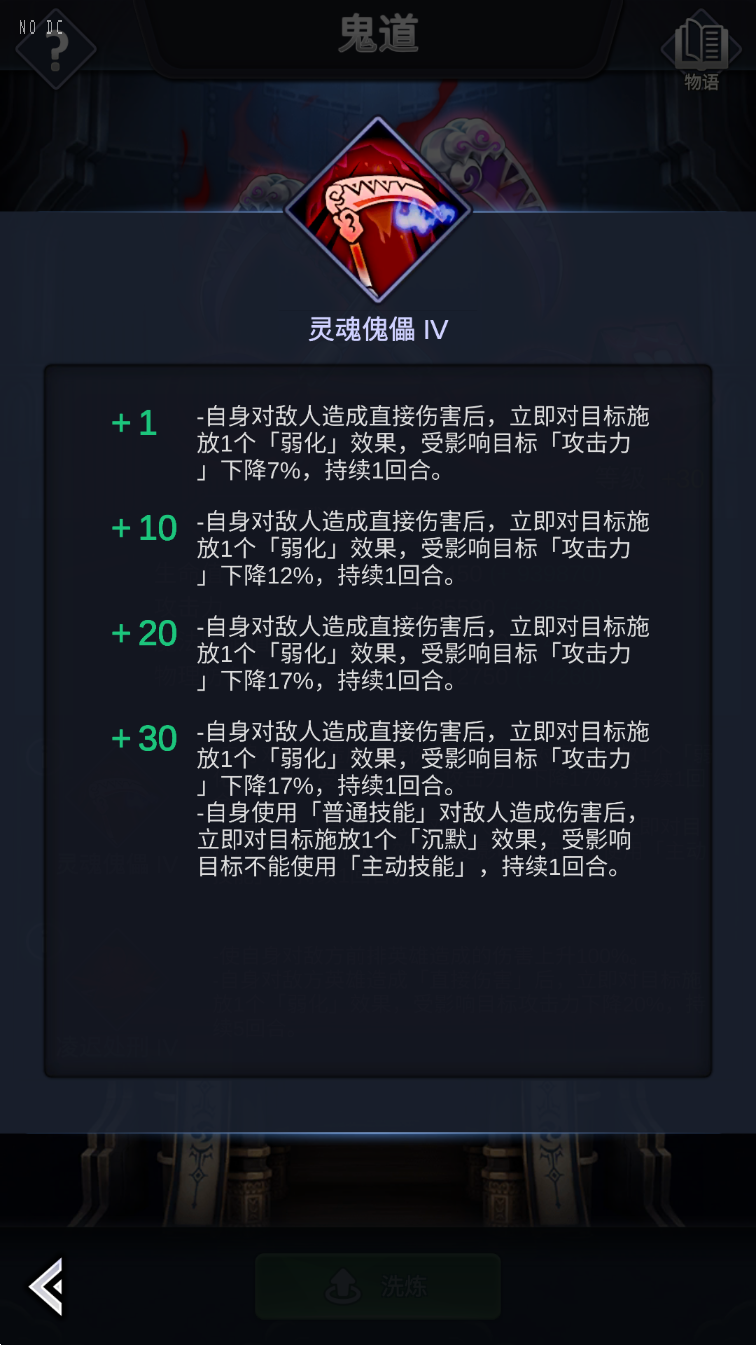 NO DC
鬼道
物语
灵魂傀儡 IV
+1
-自身对敌人造成直接伤害后，立即对目标施
放1个「弱化」效果，受影响目标「攻击力
」下降7%，持续1回合。
+10
-自身对敌人造成直接伤害后，立即对目标施
放1个「弱化」效果，受影响目标「攻击力
」下降12%，持续1回合。
+20
-自身对敌人造成直接伤害后，立即对目标施
放1个「弱化」效果，受影响目标「攻击力
」下降17%，持续1回合。
+30
-自身对敌人造成直接伤害后，立即对目标施
放1个「弱化」效果，受影响目标「攻击力
」下降17%，持续1回合。
-自身使用「普通技能」对敌人造成伤害后，
立即对目标施放1个「沉默」效果，受影响
目标不能使用「主动技能」，持续1回合。
洗炼